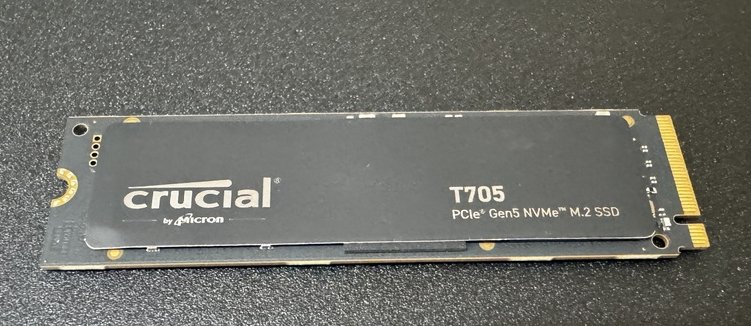 crucial®
by Micron
T705
PCIe® Gen5 NVMe™ M.2 SSD